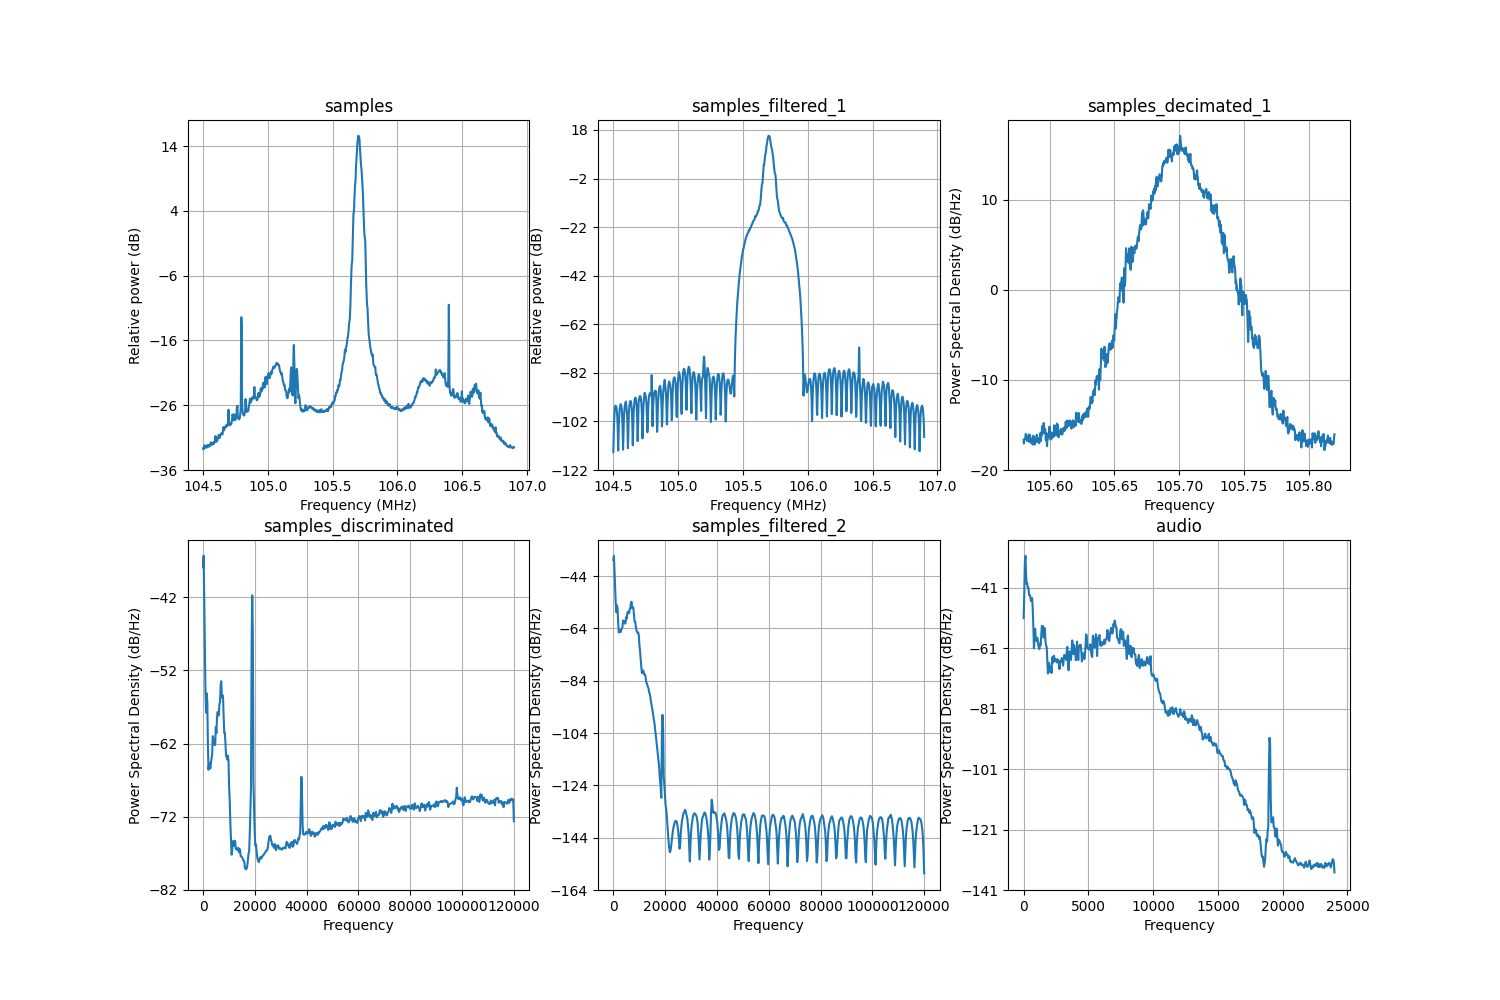 samples
samples_filtered_1
samples_decimated_1
14
4
−6
−16
−26
−36
Relative power (dB)
104.5 105.0 105.5 106.0 106.5 107.0
Frequency (MHz)
18
−2
−22
−42
−62
−82
−102
−122
Relative power (dB)
104.5 105.0 105.5 106.0 106.5 107.0
Frequency (MHz)
10
0
−10
−20
Power Spectral Density (dB/Hz)
105.60 105.65 105.70 105.75 105.80
Frequency
samples_discriminated
samples_filtered_2
audio
−42
−52
−62
−72
−82
Power Spectral Density (dB/Hz)
0 20000 40000 60000 80000 100000 120000
Frequency
−44
−64
−84
−104
−124
−144
−164
Power Spectral Density (dB/Hz)
0 20000 40000 60000 80000 100000 120000
Frequency
−41
−61
−81
−101
−121
−141
Power Spectral Density (dB/Hz)
0 5000 10000 15000 20000 25000
Frequency